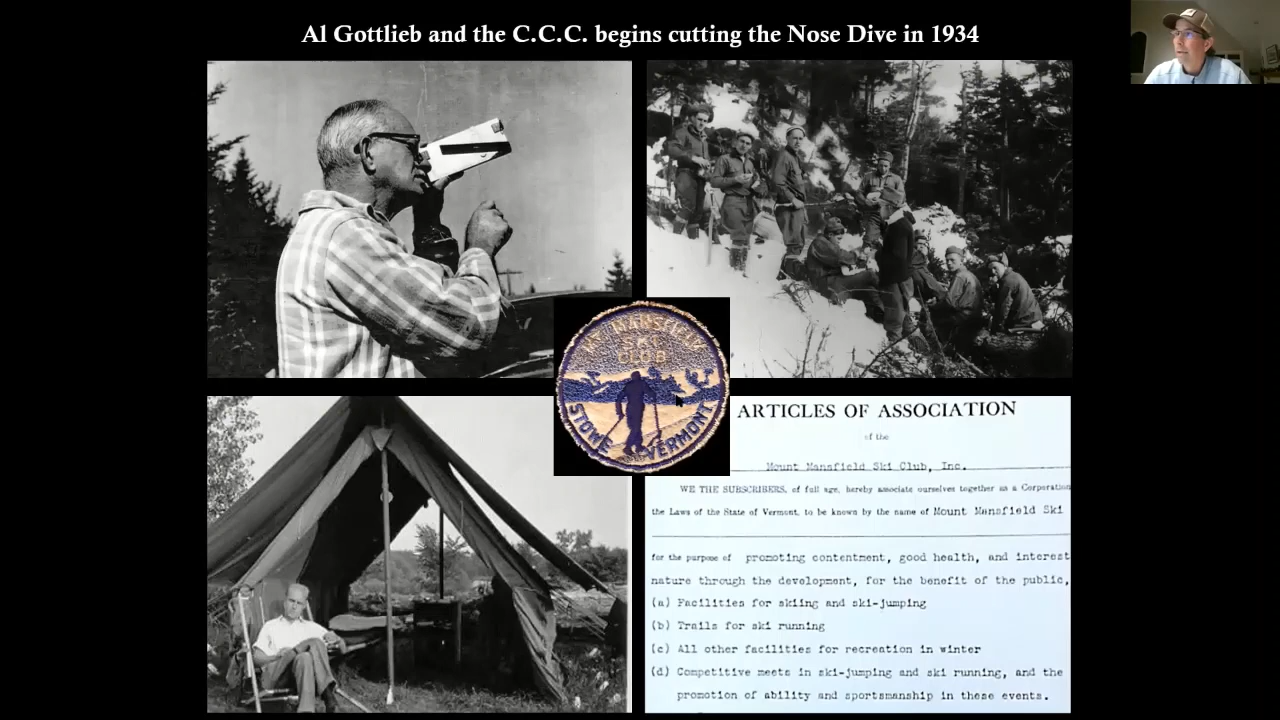 Al Gottlieb and the C.C.C. begins cutting the Nose Dive in 1934
MT. MANSFIELD
SKI
CLUB
STOWE VERMONT
ARTICLES OF ASSOCIATION
of the
Mount Mansfield Ski Club, Inc.
WE THE SUBSCRIBERS, of full age, hereby associate ourselves together as a Corporation
the Laws of the State of Vermont, to be known by the name of Mount Mansfield Ski
for the purpose of promoting contentment, good health, and interest
nature through the development, for the benefit of the public,
(a) Facilities for skiing and ski-jumping
(b) Trails for ski running
(c) All other facilities for recreation in winter
(d) Competitive meets in ski-jumping and ski running, and the
promotion of ability and sportsmanship in these events.